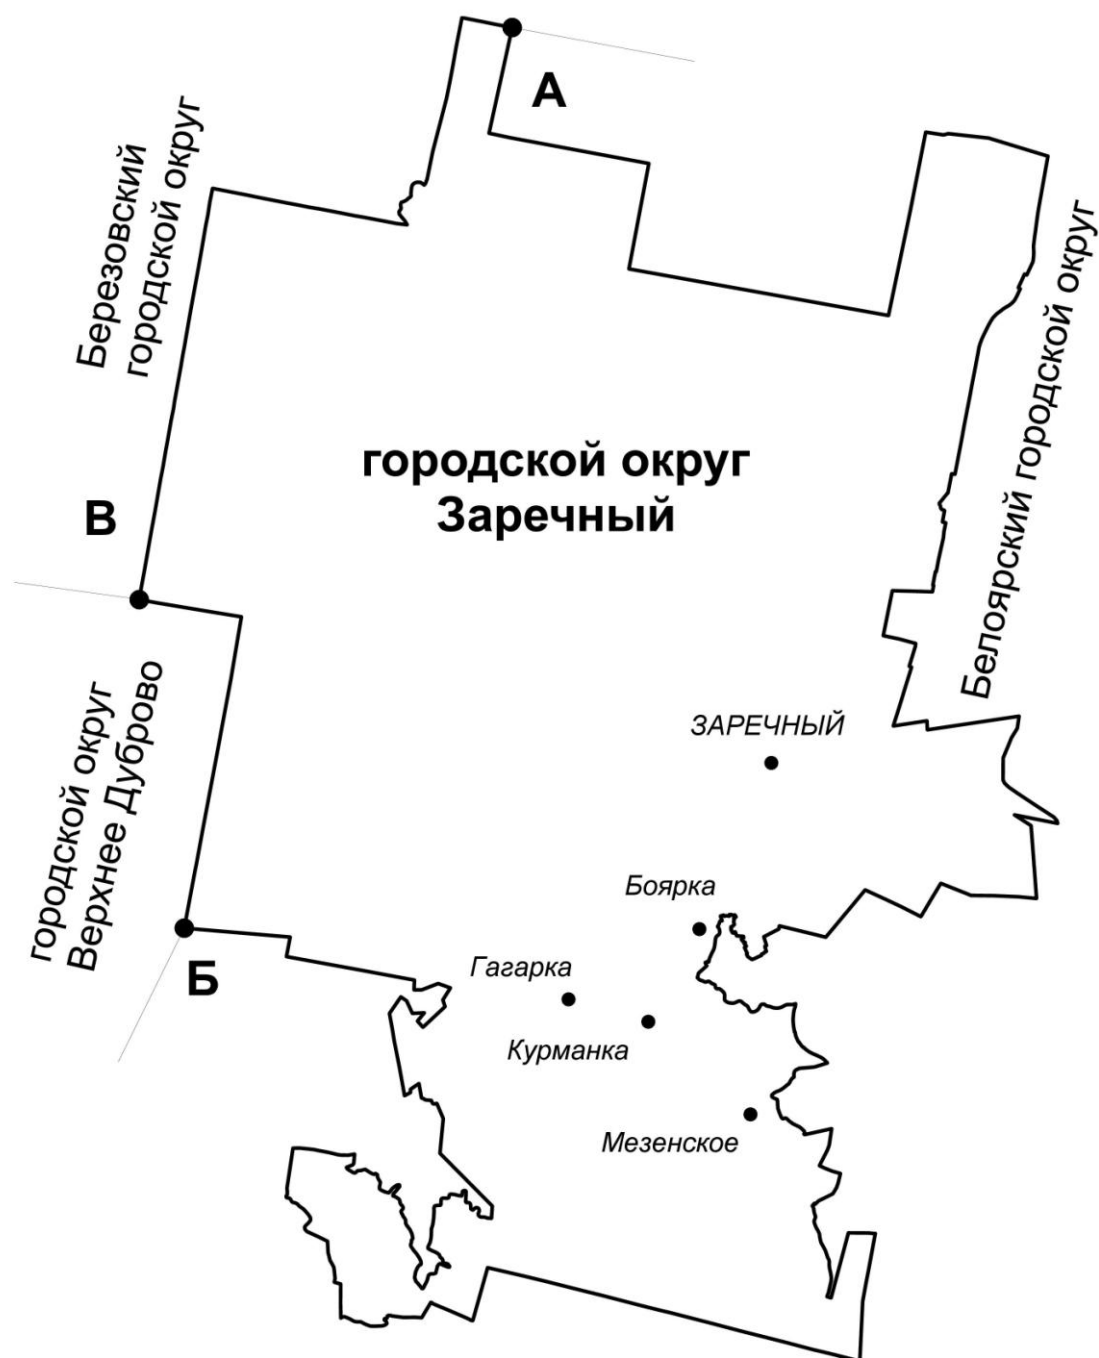 А
Березовский
городской округ
Белоярский городской округ
городской округ
Заречный
В
городской округ
Верхнее Дуброво
ЗАРЕЧНЫЙ
Боярка
Гагарка
Б
Курманка
Мезенское